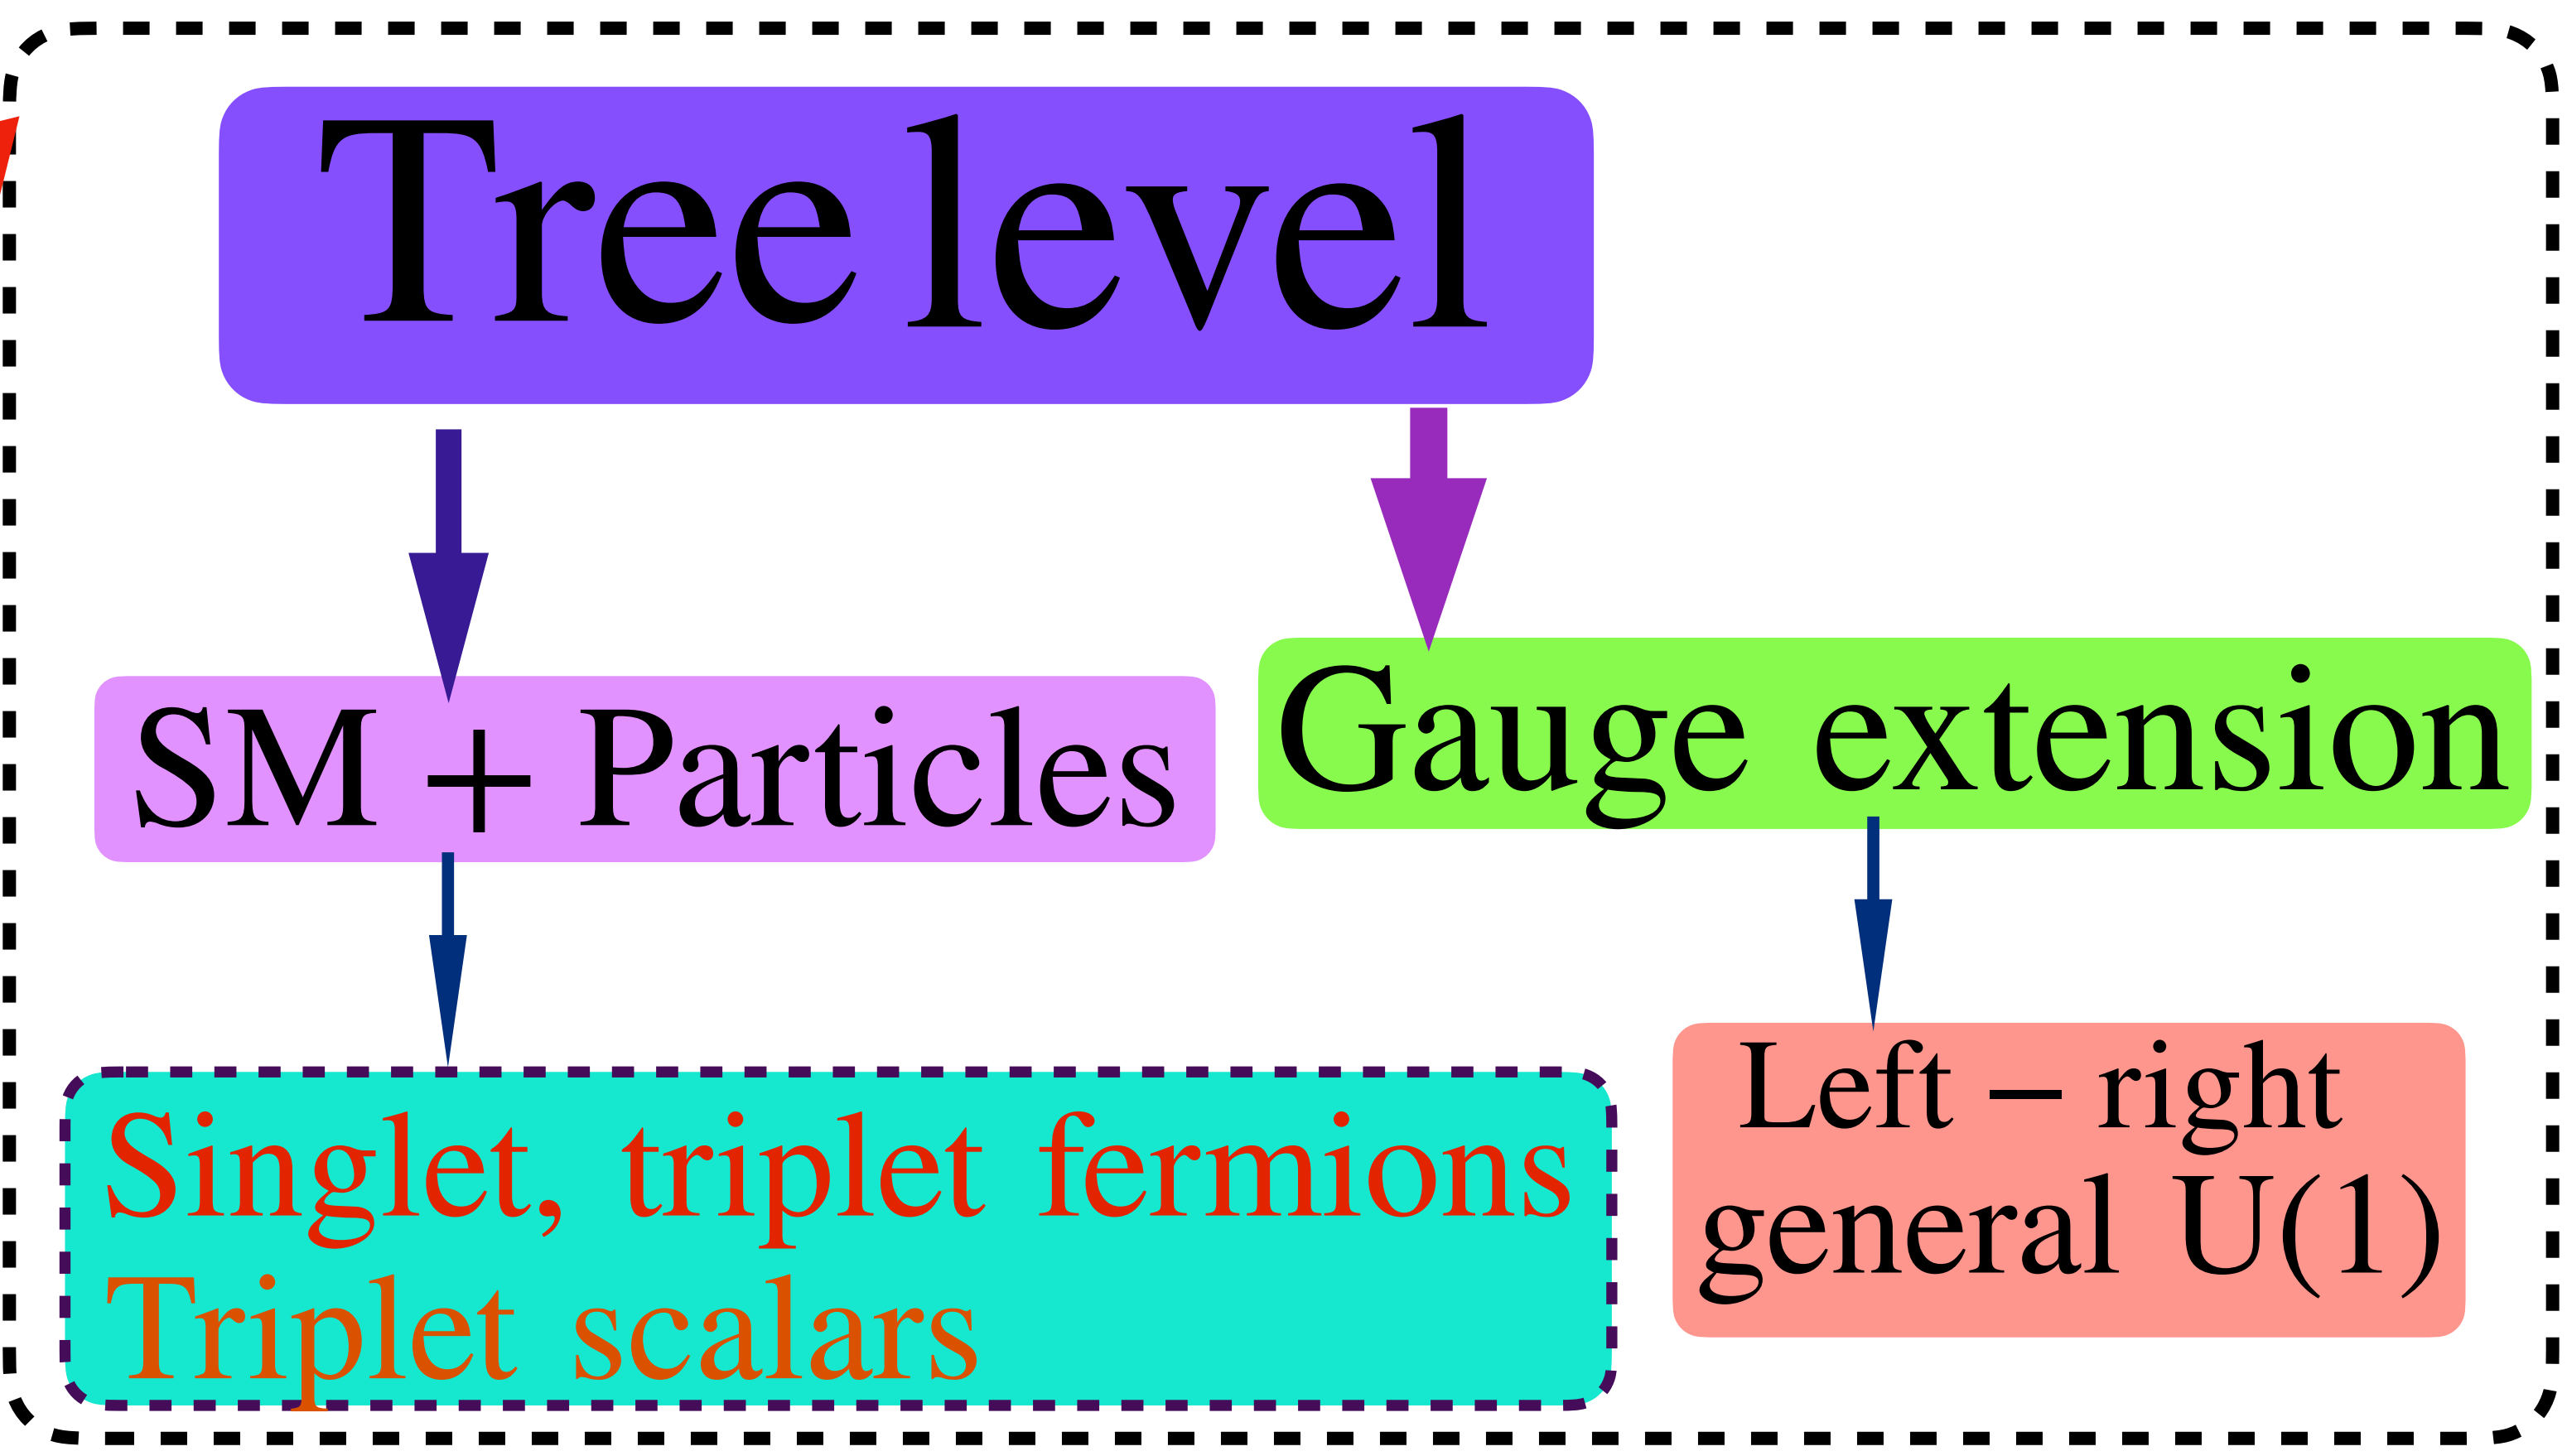 Tree level
SM + Particles
Gauge extension
Singlet, triplet fermions
Triplet scalars
Left – right
general U(1)